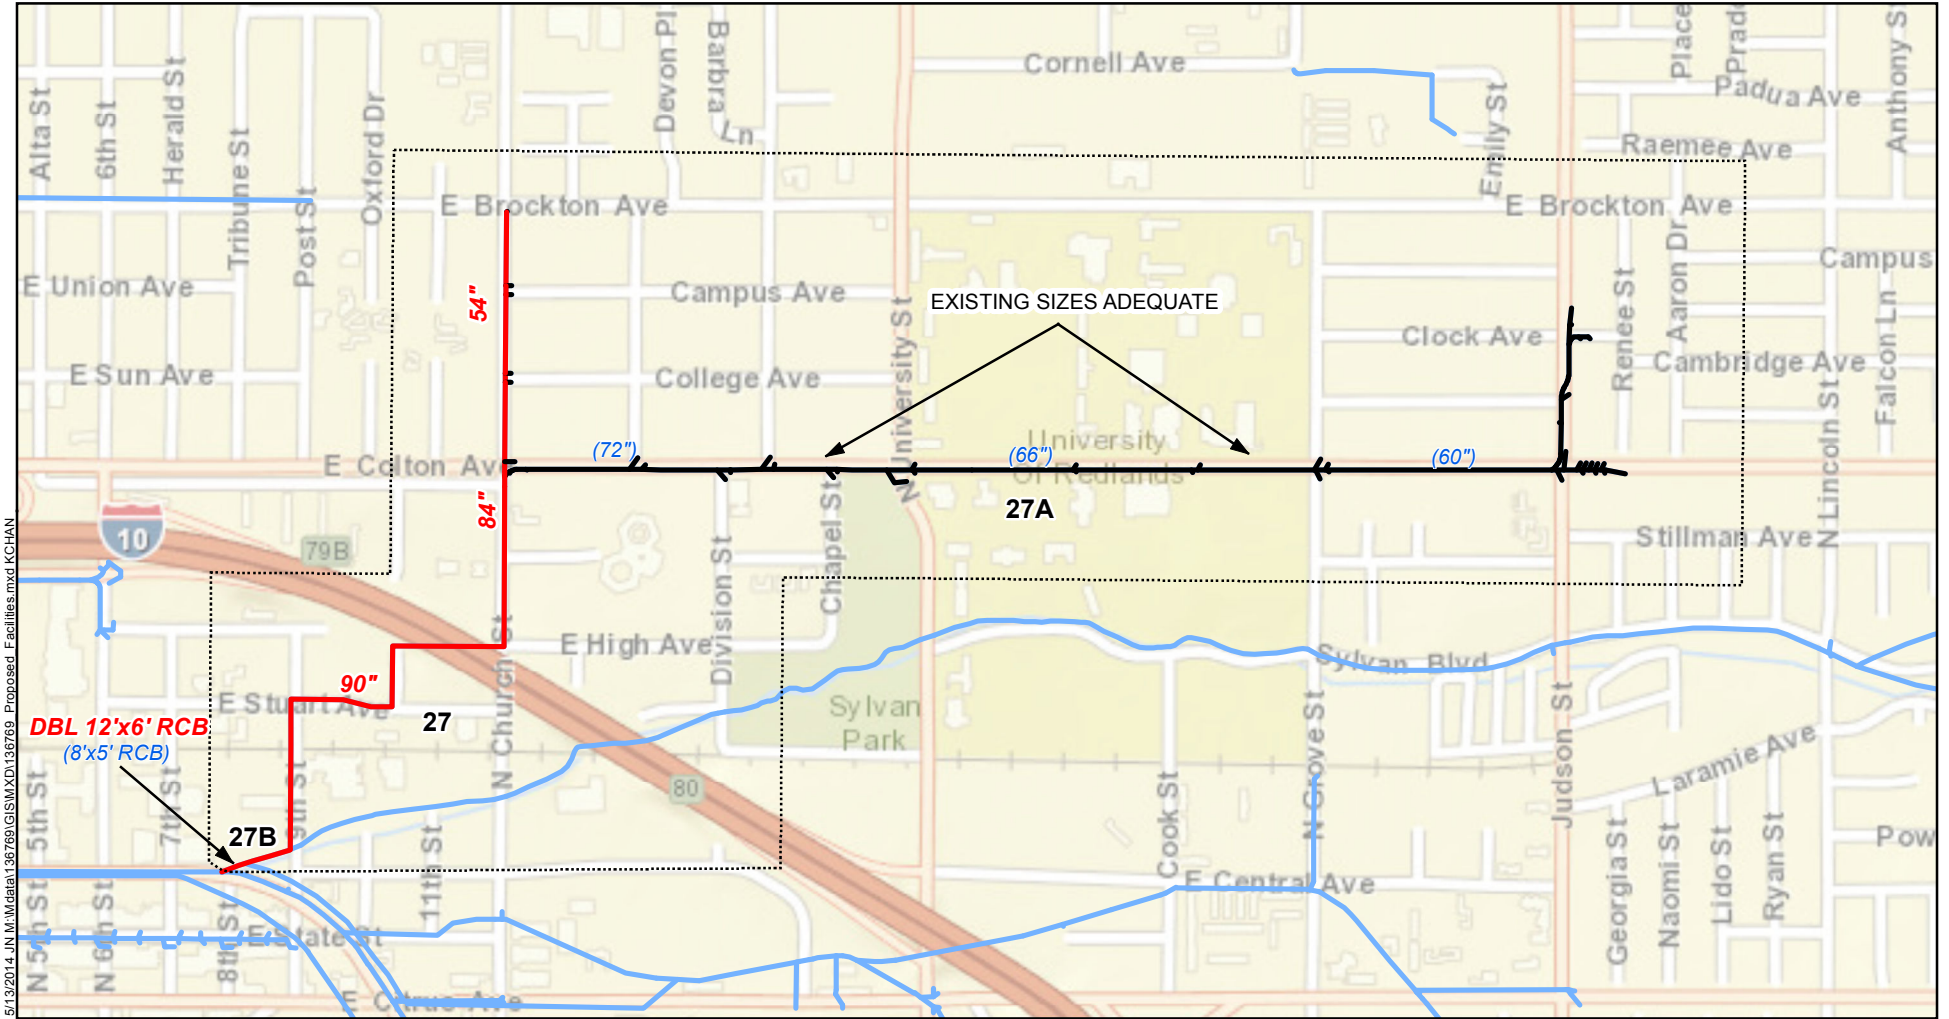 Alta St
6th St
Herald St
Tribune St
Post St
Oxford Dr
Devon Pl
Barbra
Ln
Cornell Ave
Emily St
Place
Prado
Padua Ave
Anthony S
Raemee Ave
E Brockton Ave
E Brockton Ave
E Union Ave
54"
Campus Ave
N University St
EXISTING SIZES ADEQUATE
Clock Ave
Renee St
Aaron Dr
Campus
Falcon Ln
E Sun Ave
College Ave
Cambridge Ave
N Lincoln St
E Colton Ave
(72")
University
Of Redlands
(66")
(60")
84"
N
27A
10
79B
Division St
Chapel St
Stillman Ave
E High Ave
Sylvan Blvd
90"
E Stuart Ave
27
N Church St
DBL 12'x6' RCB
(8'x5' RCB)
Sylvan
Park
N Grove St
Judson St
Laramie Ave
5th St
7th St
9th St
80
27B
11th St
Cook St
Georgia St
Naomi St
Lido St
Ryan St
Pow
E Central Ave
N 5th St
N 6th St
8th St
E State St
E Citrus Ave
5/13/2014 JN M:\Mdata\136769\GIS\MXD\136769_Proposed_Facilities.mxd KCHAN